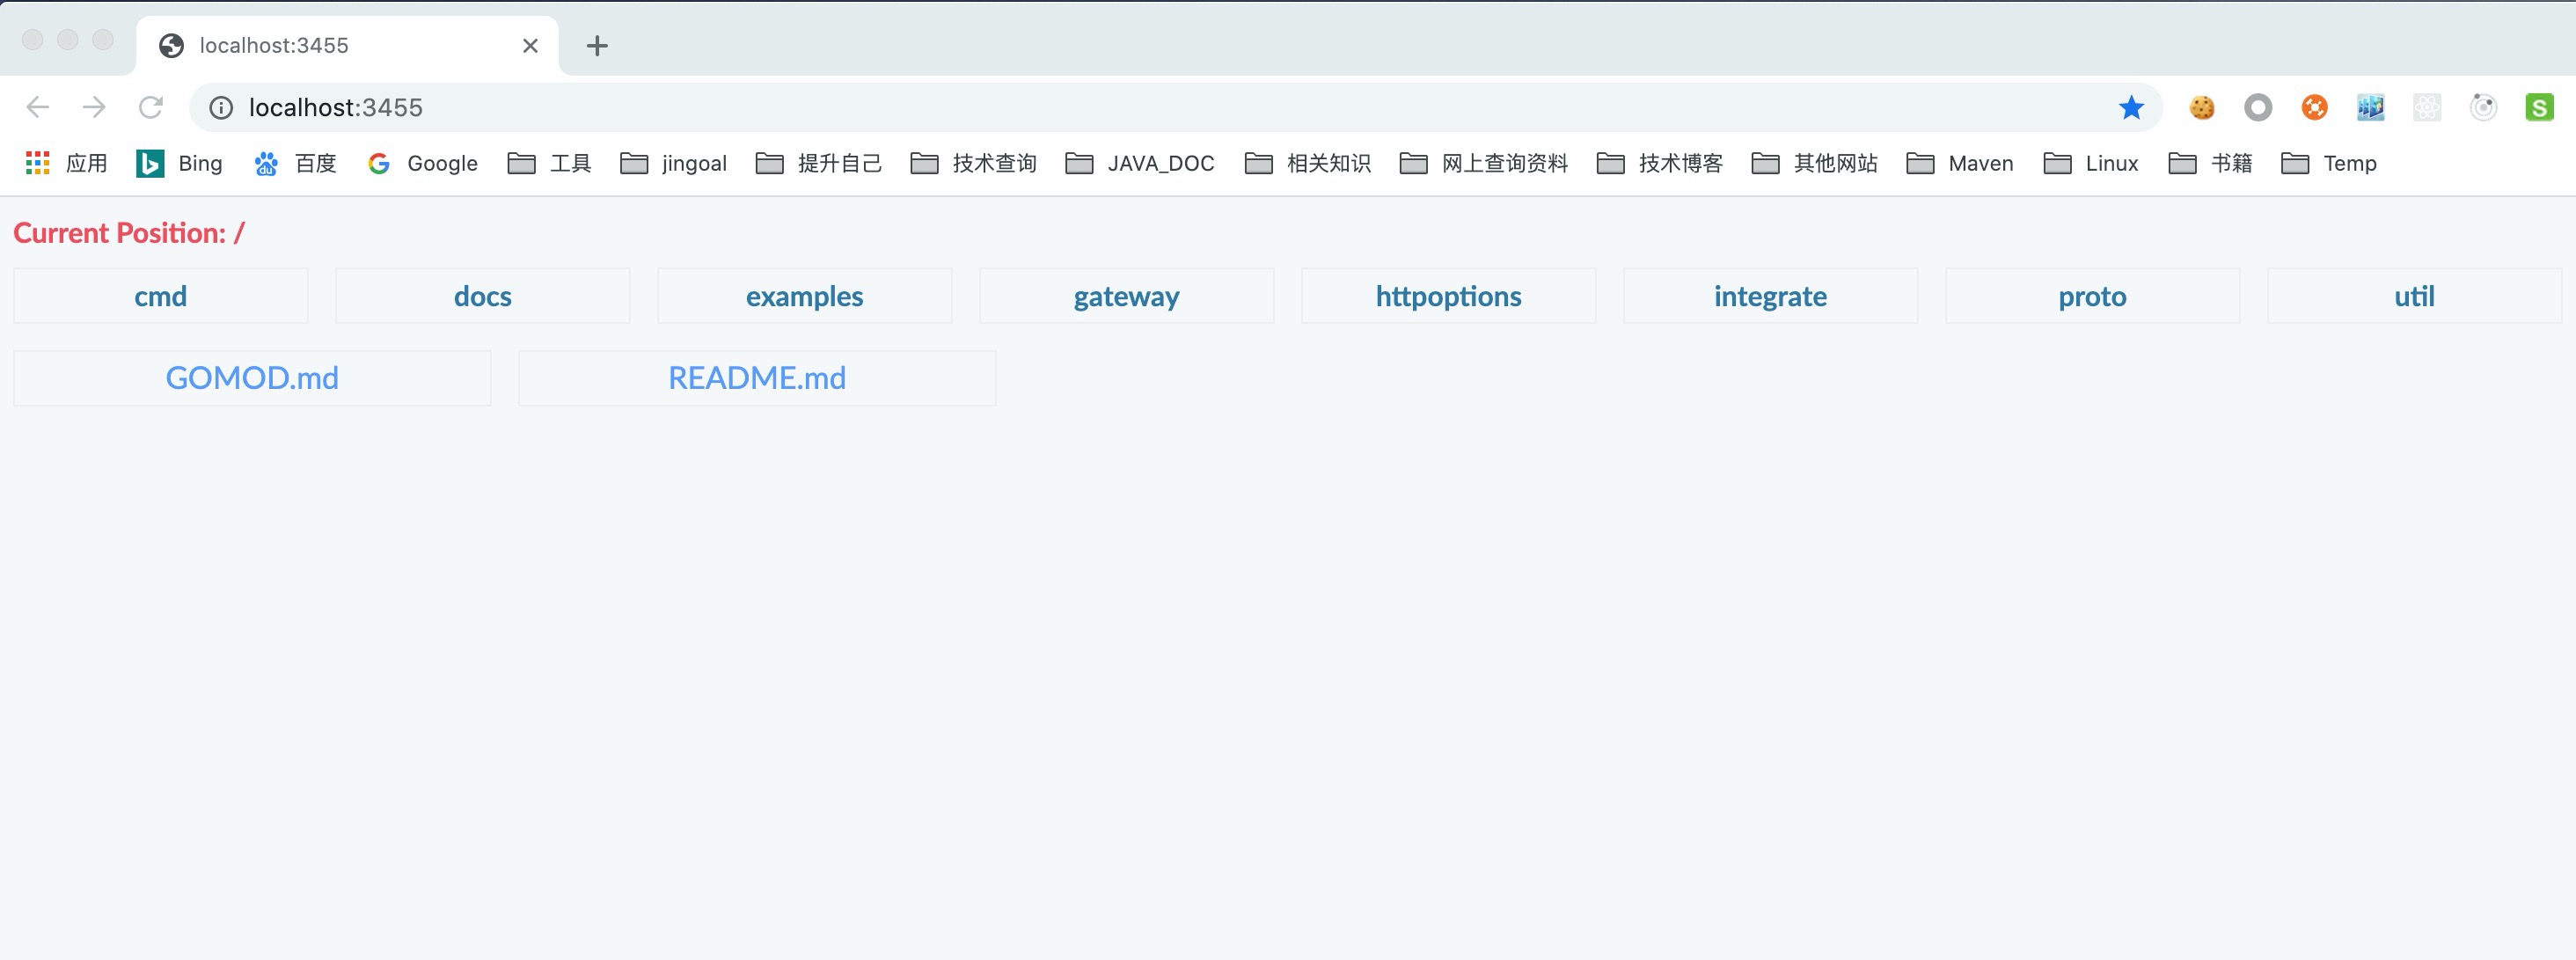 localhost:3455
localhost:3455
应用 Bing 百度 Google 工具 jingoal 提升自己 技术查询 JAVA_DOC 相关知识 网上查询资料 技术博客 其他网站 Maven Linux 书籍 Temp
Current Position: /
cmd docs examples gateway httpoptions integrate proto util
GOMOD.md README.md